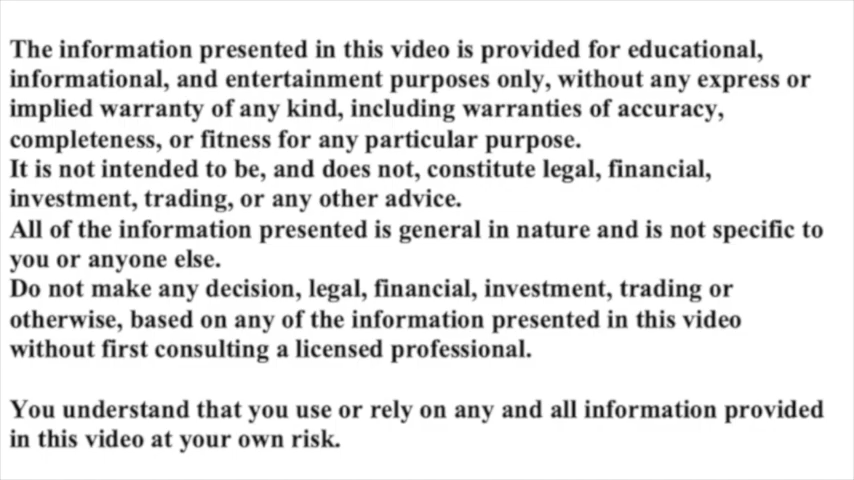 The information presented in this video is provided for educational,
informational, and entertainment purposes only, without any express or
implied warranty of any kind, including warranties of accuracy,
completeness, or fitness for any particular purpose.
It is not intended to be, and does not, constitute legal, financial,
investment, trading, or any other advice.
All of the information presented is general in nature and is not specific to
you or anyone else.
Do not make any decision, legal, financial, investment, trading or
otherwise, based on any of the information presented in this video
without first consulting a licensed professional.
You understand that you use or rely on any and all information provided
in this video at your own risk.